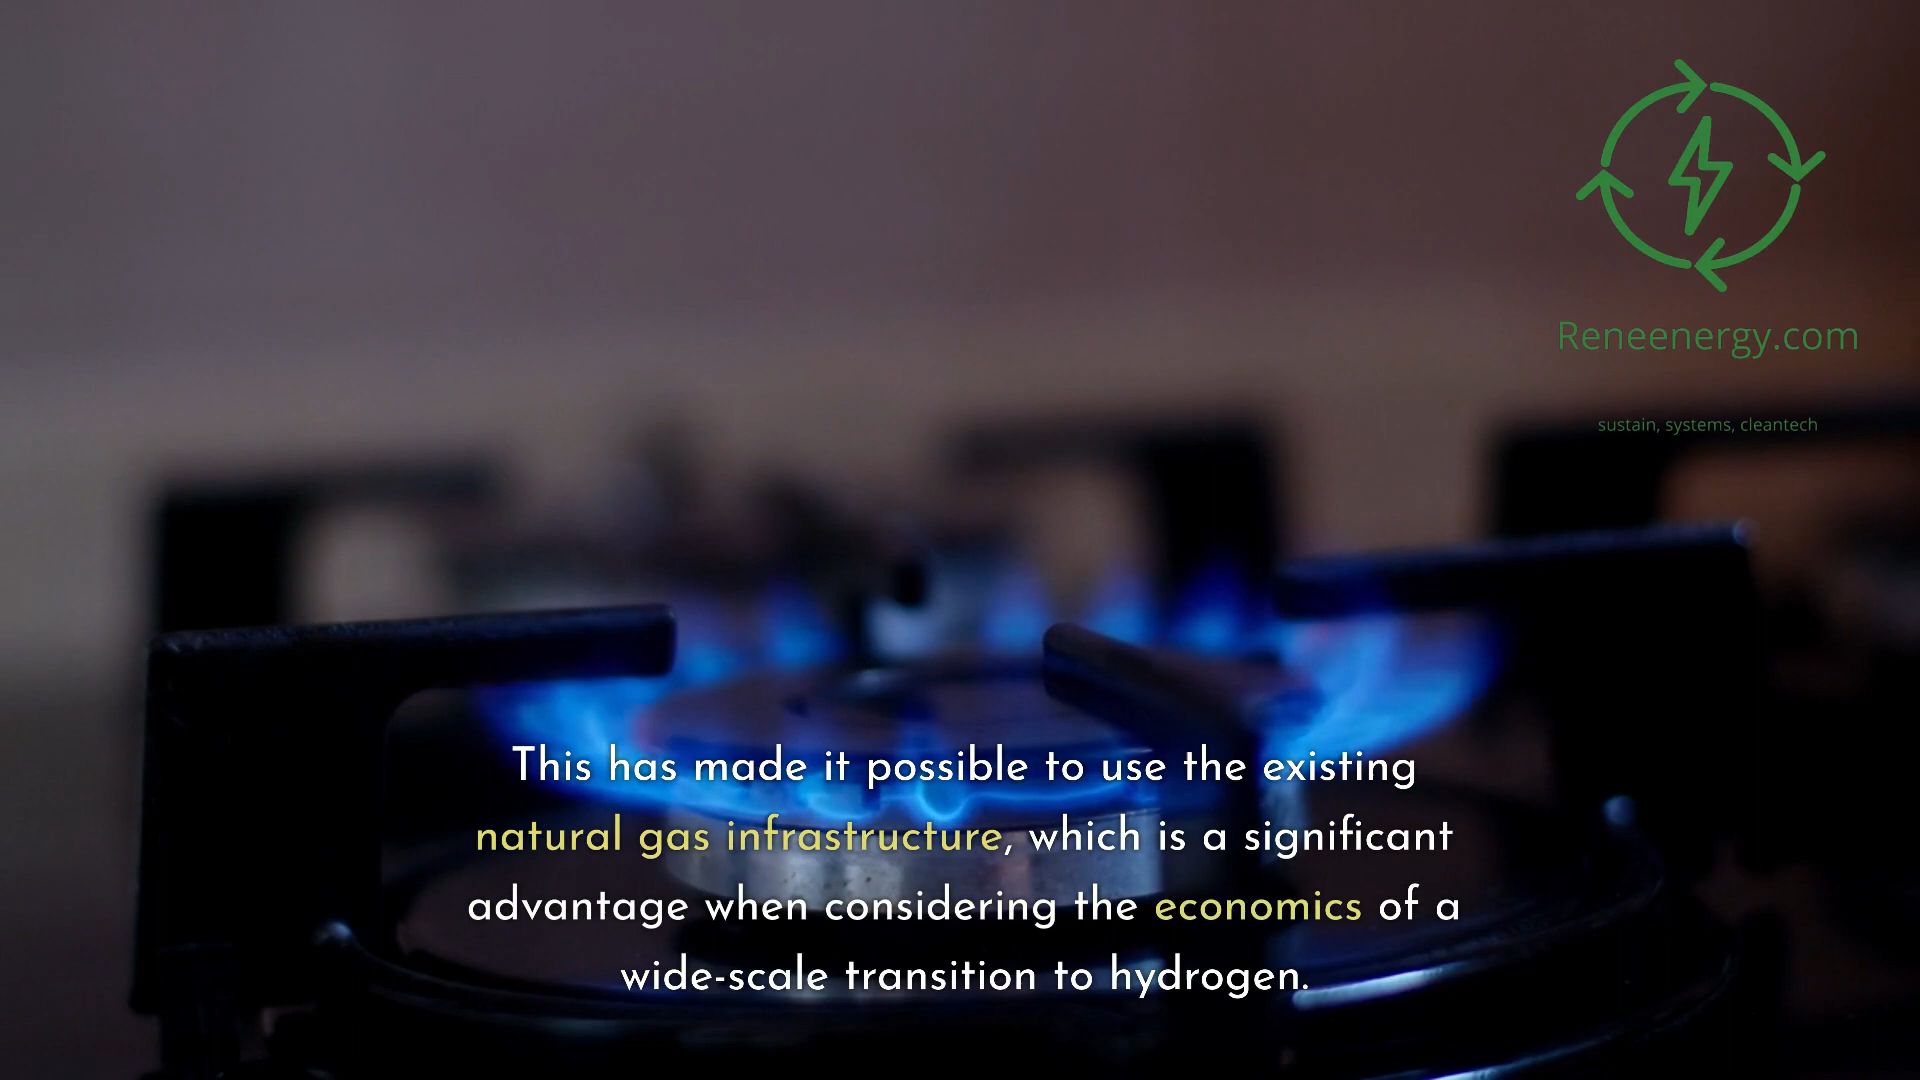 Reneenergy.com
sustain, systems, cleantech
This has made it possible to use the existing
natural gas infrastructure, which is a significant
advantage when considering the economics of a
wide-scale transition to hydrogen.